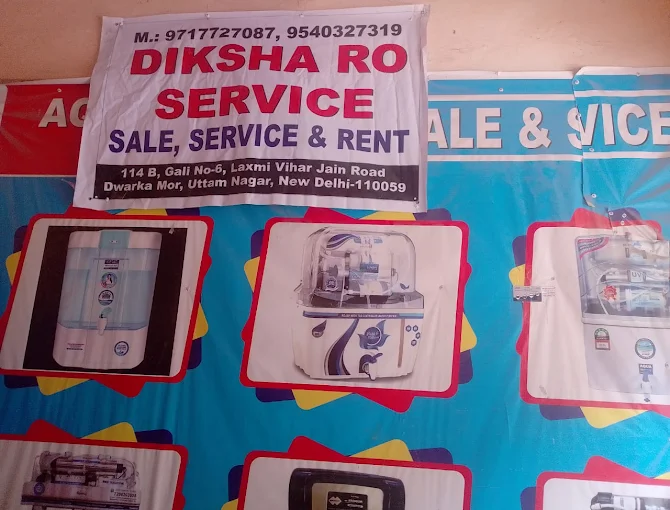 M.: 9717727087, 9540327319
DIKSHA RO
SERVICE
SALE, SERVICE & RENT
114 B, Gali No-6, Laxmi Vihar Jain Road
Dwarka Mor, Uttam Nagar, New Delhi-110059
ALE & S VICE